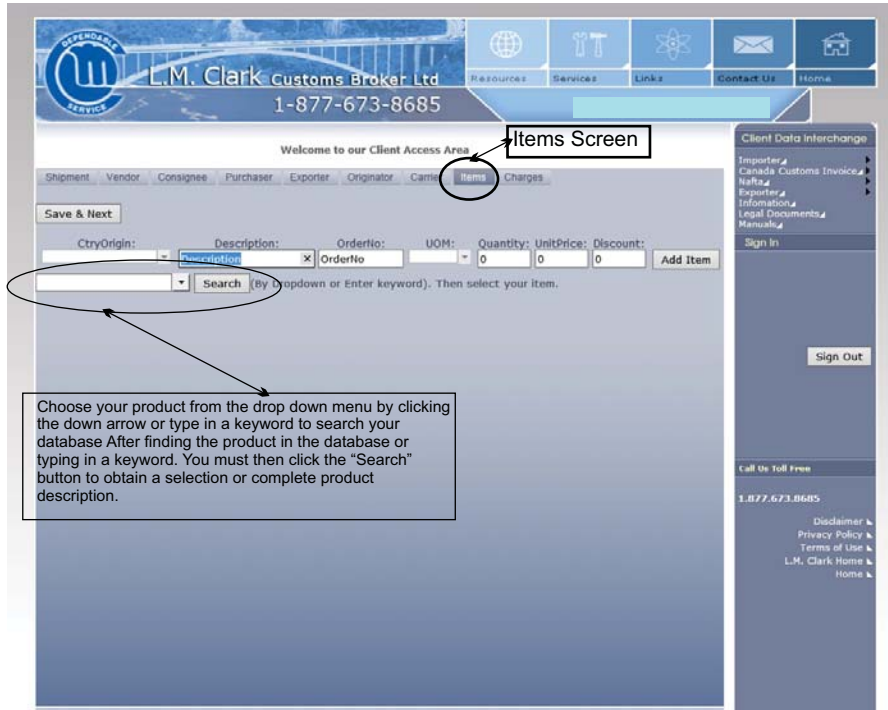 DEPENDABLE
SERVICE
L.M. Clark Customs Broker Ltd
1-877-673-8685
Resources Services Links Contact Us Home
Welcome to our Client Access Area
Items Screen
Shipment Vendor Consignee Purchaser Exporter Originator Carrier Items Charges
Save & Next
CtryOrigin: Description: OrderNo: UOM: Quantity: UnitPrice: Discount:
Description OrderNo 0 0 0 Add Item
Search (By Dropdown or Enter keyword). Then select your item.
Choose your product from the drop down menu by clicking
the down arrow or type in a keyword to search your
database After finding the product in the database or
typing in a keyword. You must then click the “Search”
button to obtain a selection or complete product
description.
Client Data Interchange
Importer
Canada Customs Invoice
Nafta
Exporter
Infomation
Legal Documents
Manuals
Sign In
Sign Out
Call Us Toll Free
1.877.673.8685
Disclaimer
Privacy Policy
Terms of Use
L.M. Clark Home
Home